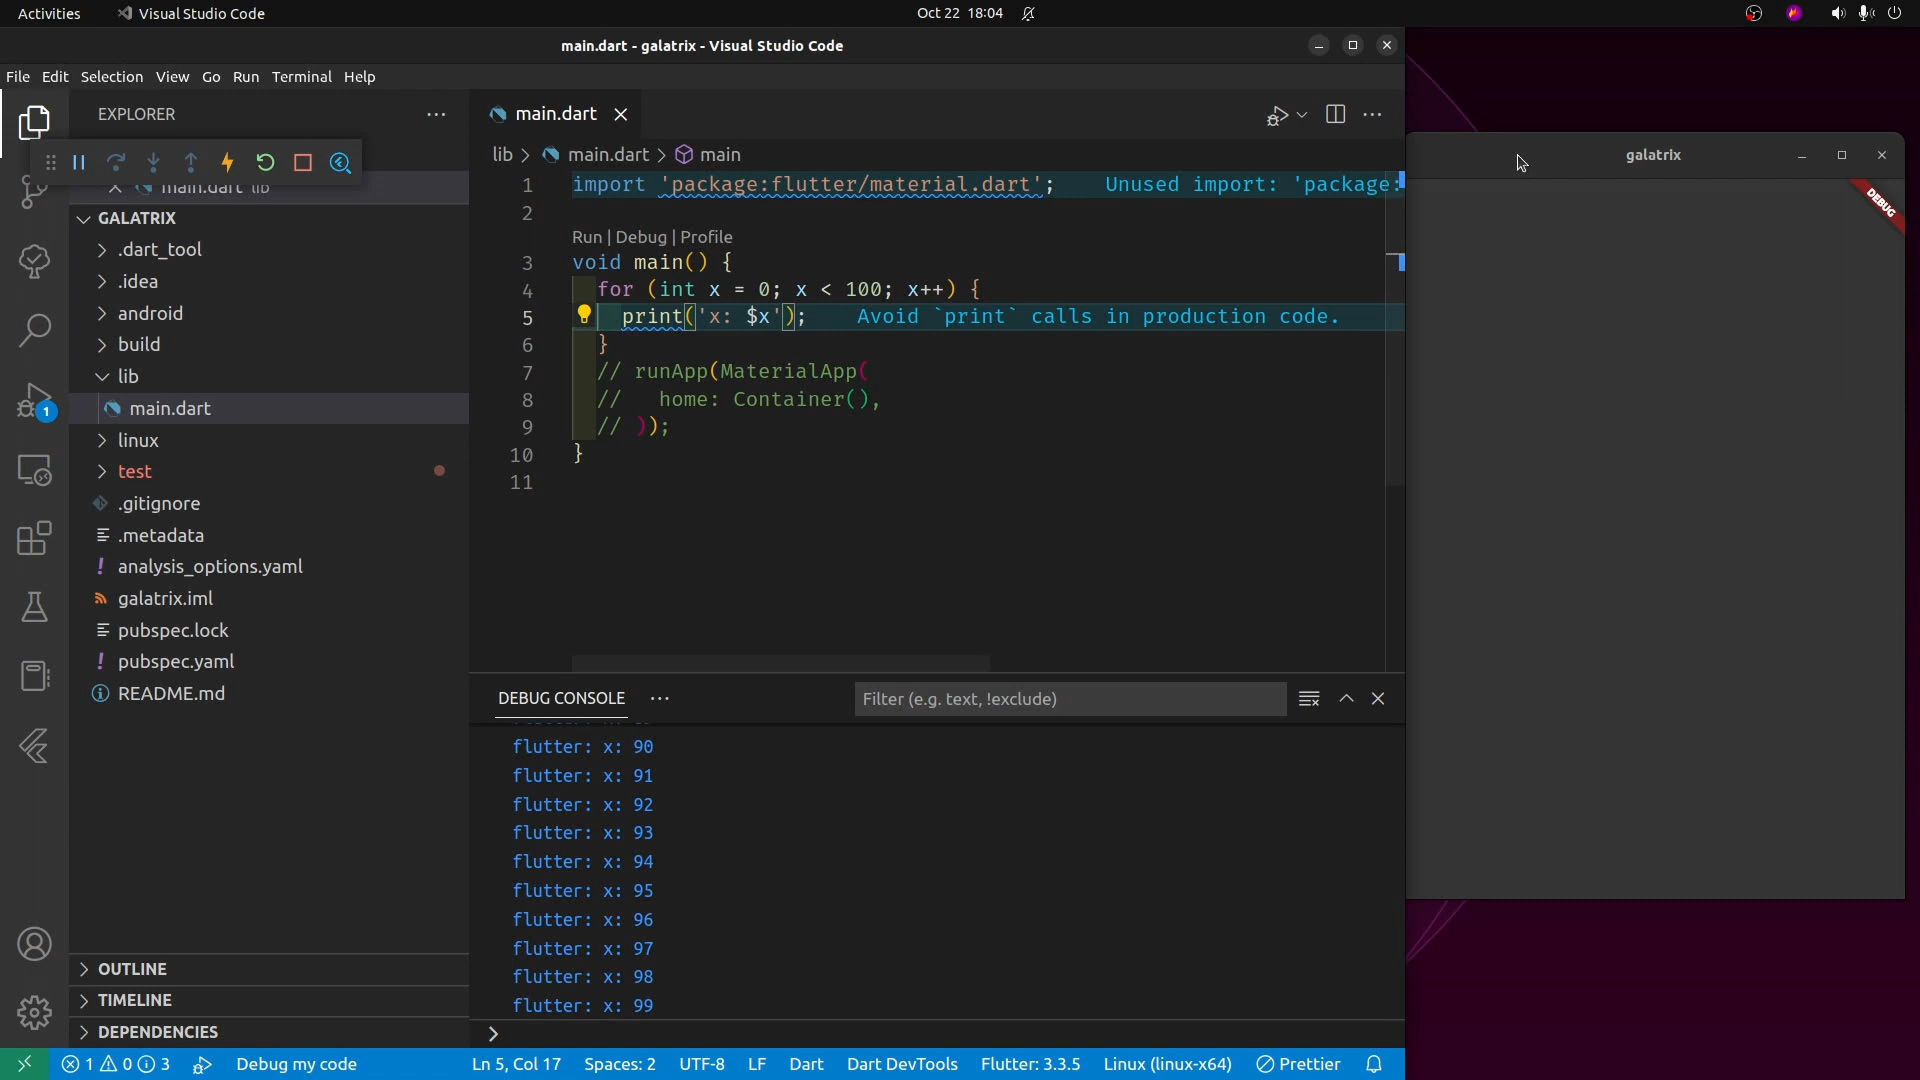 Activities
Visual Studio Code
Oct 22 18:04
main.dart - galatrix - Visual Studio Code
File Edit Selection View Go Run Terminal Help
EXPLORER
main.dart lib
GALATRIX
.dart_tool
.idea
android
build
lib
main.dart
linux
test
.gitignore
.metadata
analysis_options.yaml
galatrix.iml
pubspec.lock
pubspec.yaml
README.md
OUTLINE
TIMELINE
DEPENDENCIES
1
main.dart
lib > main.dart > main
1 import 'package:flutter/material.dart'; Unused import: 'package:
2
Run | Debug | Profile
3 void main() {
4 for (int x = 0; x < 100; x++) {
5 print('x: $x'); Avoid `print` calls in production code.
6 }
7 // runApp(MaterialApp(
8 // home: Container(),
9 // ));
10 }
11
DEBUG CONSOLE
Filter (e.g. text, !exclude)
flutter: x: 90
flutter: x: 91
flutter: x: 92
flutter: x: 93
flutter: x: 94
flutter: x: 95
flutter: x: 96
flutter: x: 97
flutter: x: 98
flutter: x: 99
>
galatrix
DEBUG
1 0 3 Debug my code Ln 5, Col 17 Spaces: 2 UTF-8 LF Dart Dart DevTools Flutter: 3.3.5 Linux (linux-x64) Prettier